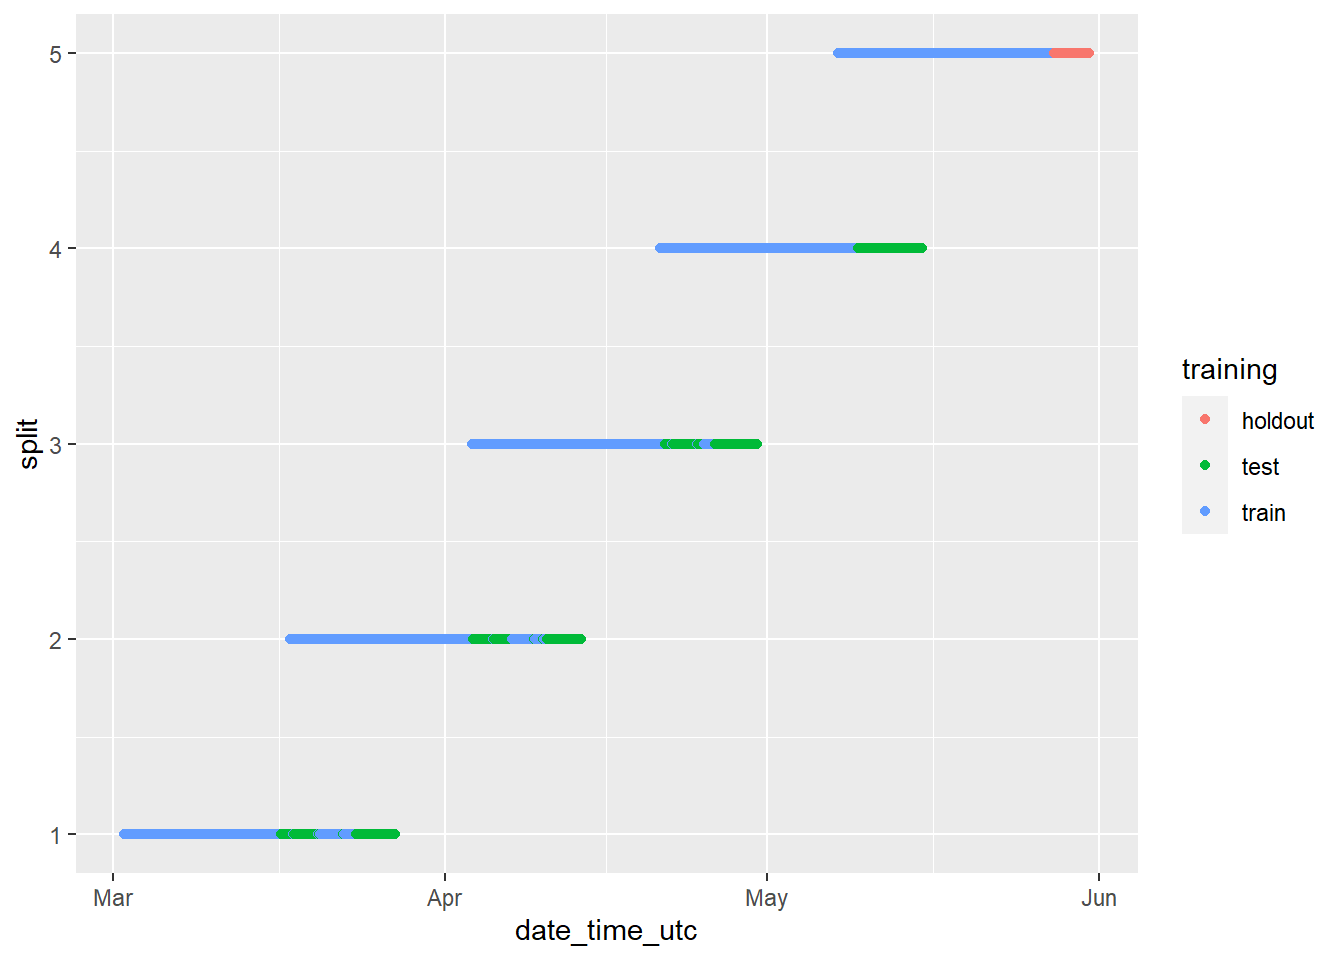 5
4
3
2
1
split
Mar
Apr
May
Jun
date_time_utc
training
holdout
test
train